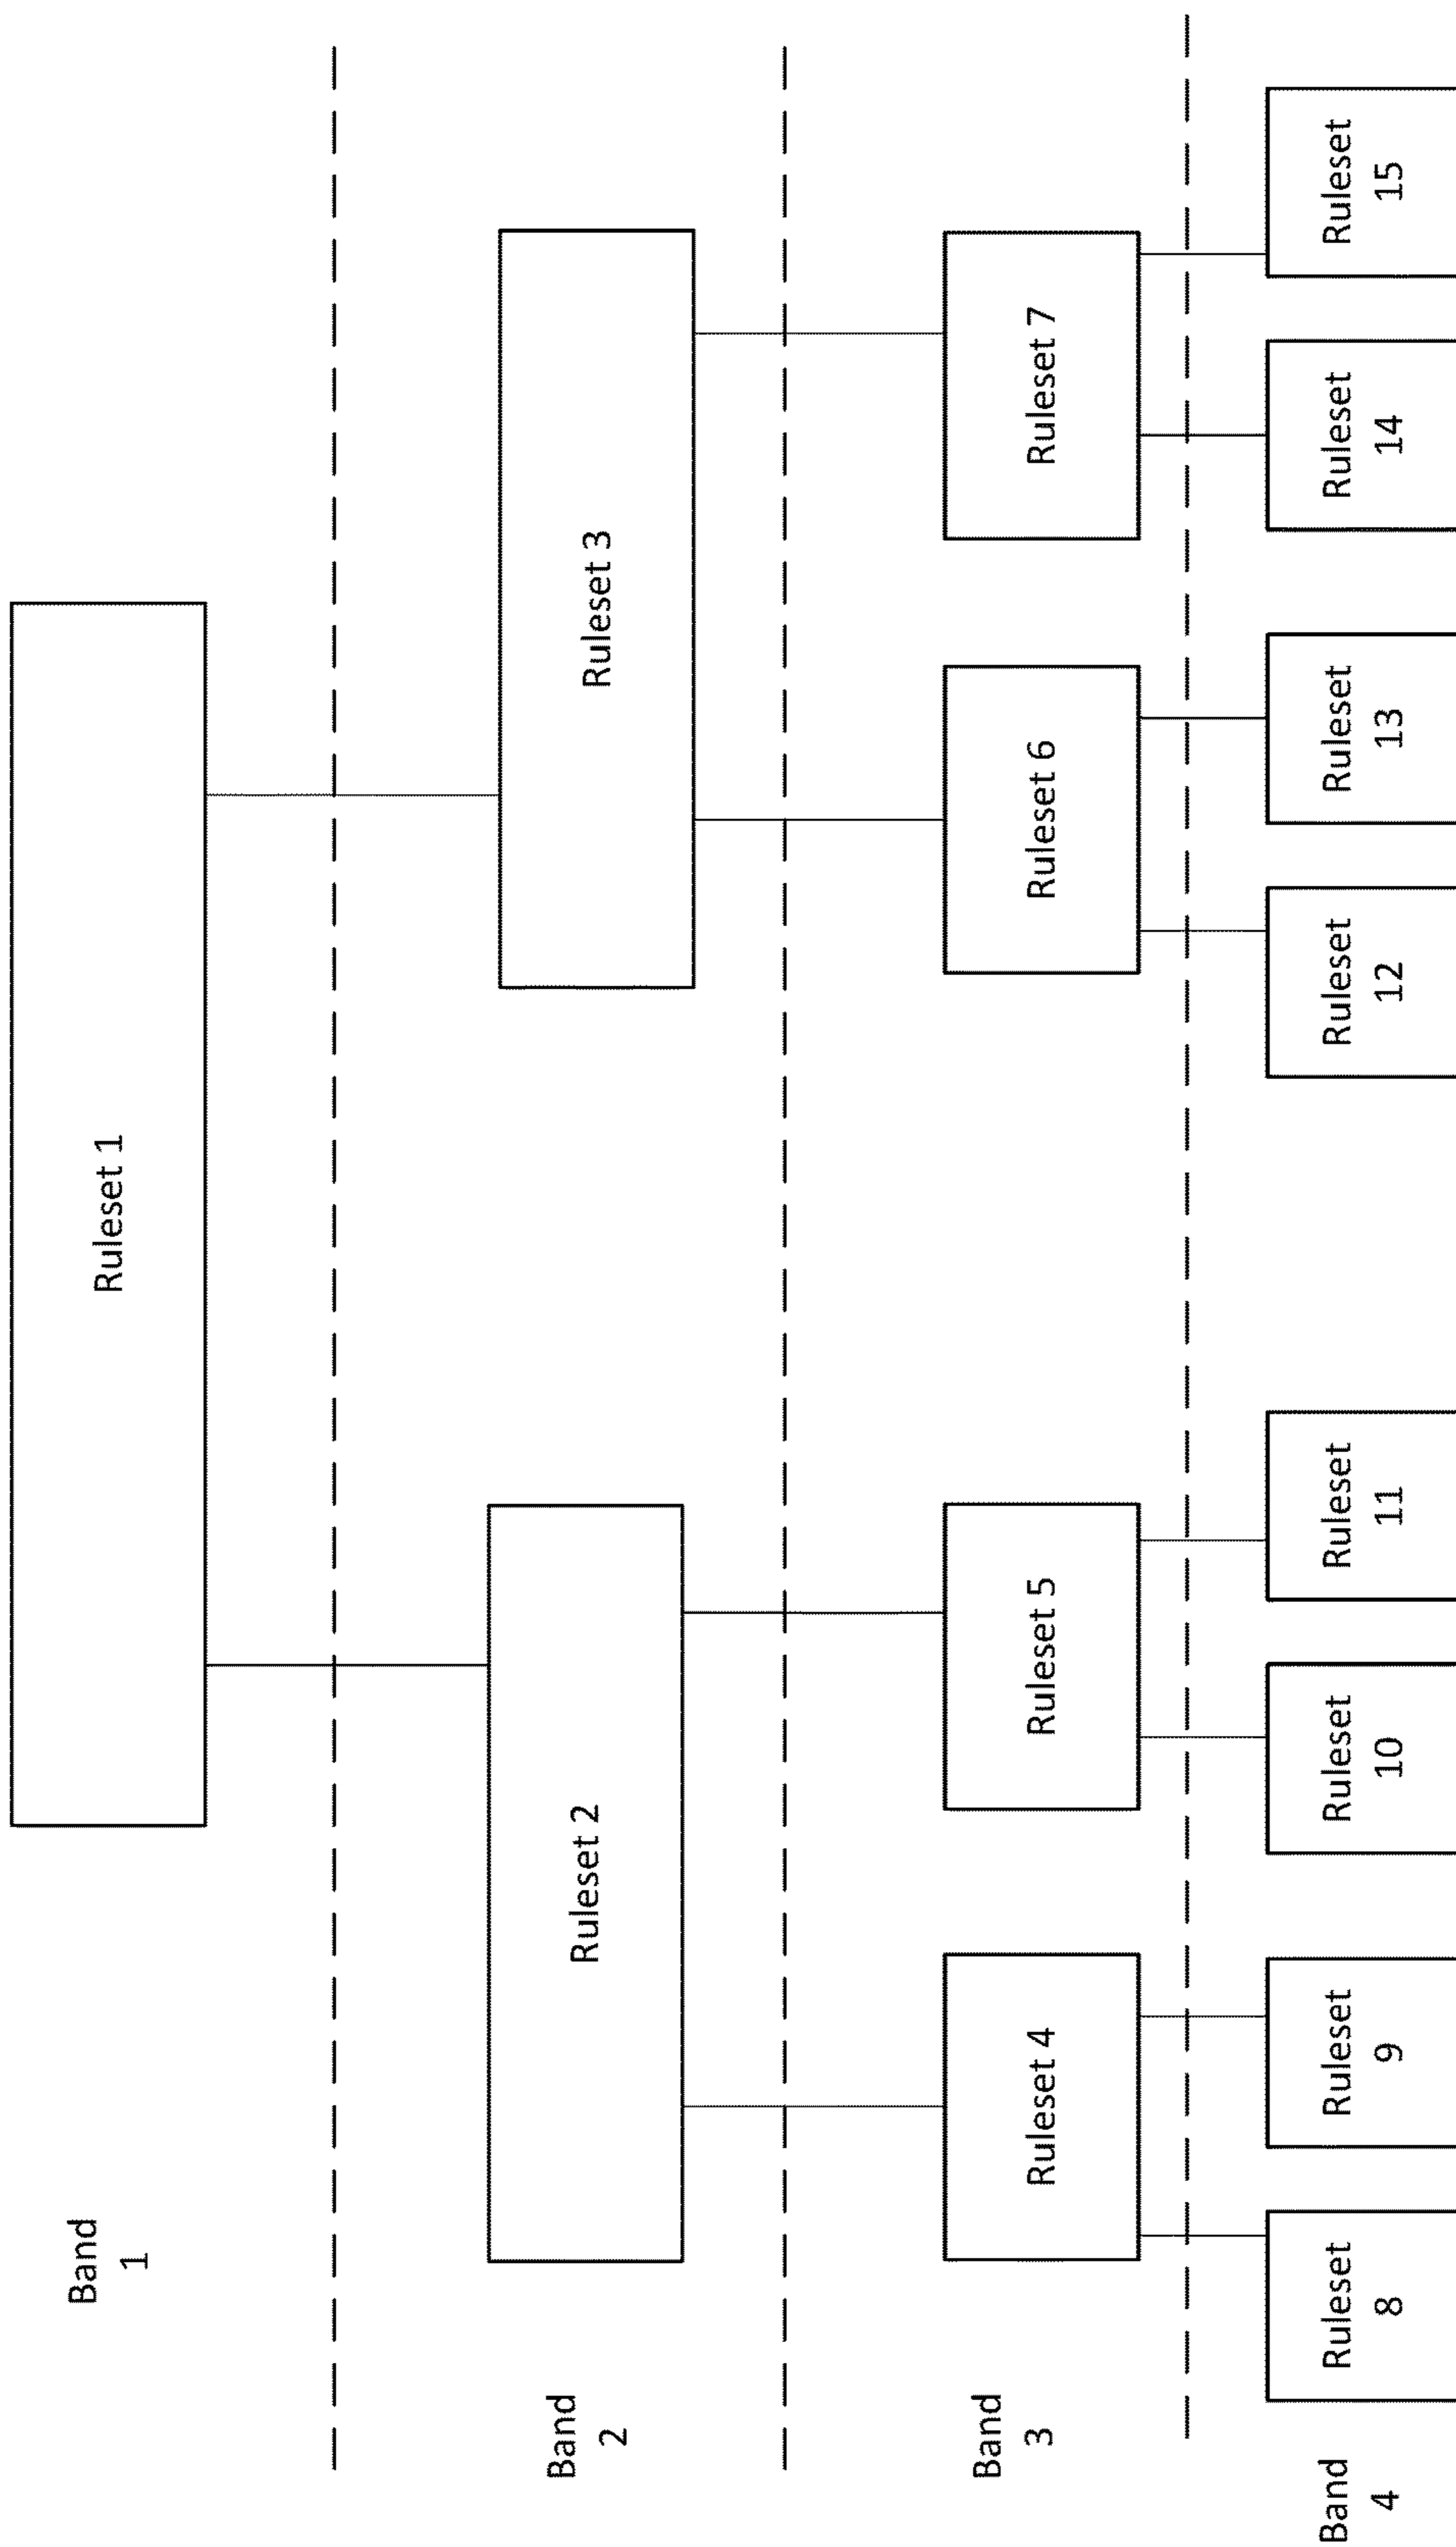 Band
1
Ruleset 1
Band
2
Ruleset 2
Ruleset 3
Band
3
Ruleset 4
Ruleset 5
Ruleset 6
Ruleset 7
Band
4
Ruleset
8
Ruleset
9
Ruleset
10
Ruleset
11
Ruleset
12
Ruleset
13
Ruleset
14
Ruleset
15